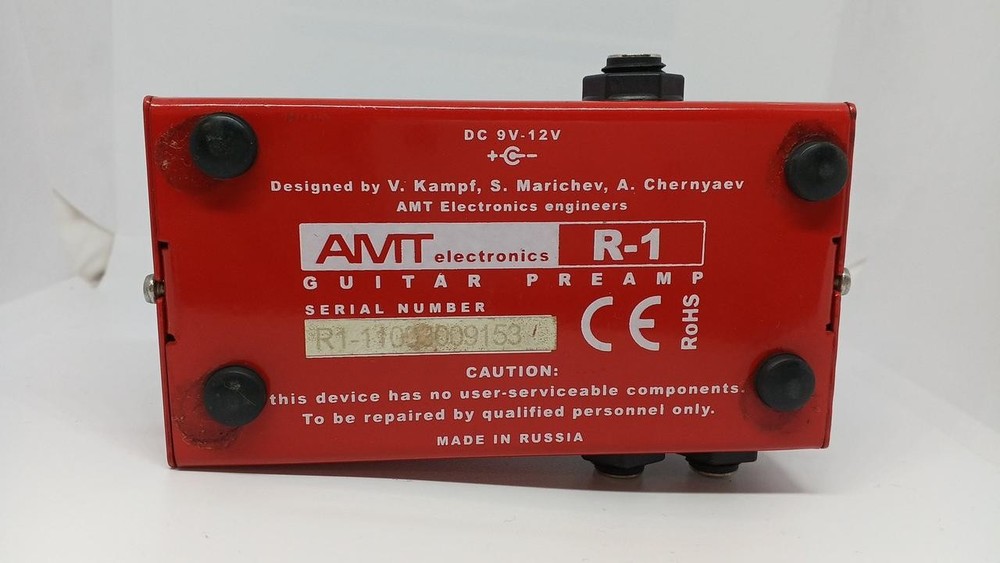 DC 9V-12V
Designed by V. Kampf, S. Marichev, A. Chernyaev
AMT Electronics engineers
AMT electronics R-1
GUITAR PREAMP
SERIAL NUMBER
CE RoHS
CAUTION:
this device has no user-serviceable components.
To be repaired by qualified personnel only.
MADE IN RUSSIA